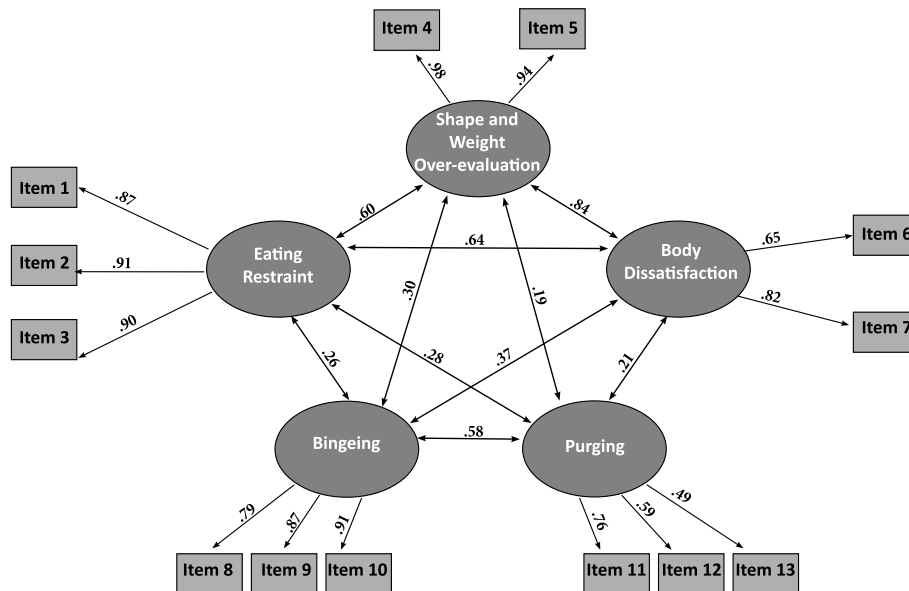 Item 4
Item 5
.98
.94
Shape and
Weight
Over-evaluation
Item 1
.87
.60
.84
Item 6
.65
Eating
Restraint
.64
Body
Dissatisfaction
Item 2
.91
.30
.19
.82
Item 7
Item 3
.90
.26
.28
.37
.21
Bingeing
.58
Purging
.79
.87
.91
.76
.59
.49
Item 8
Item 9
Item 10
Item 11
Item 12
Item 13